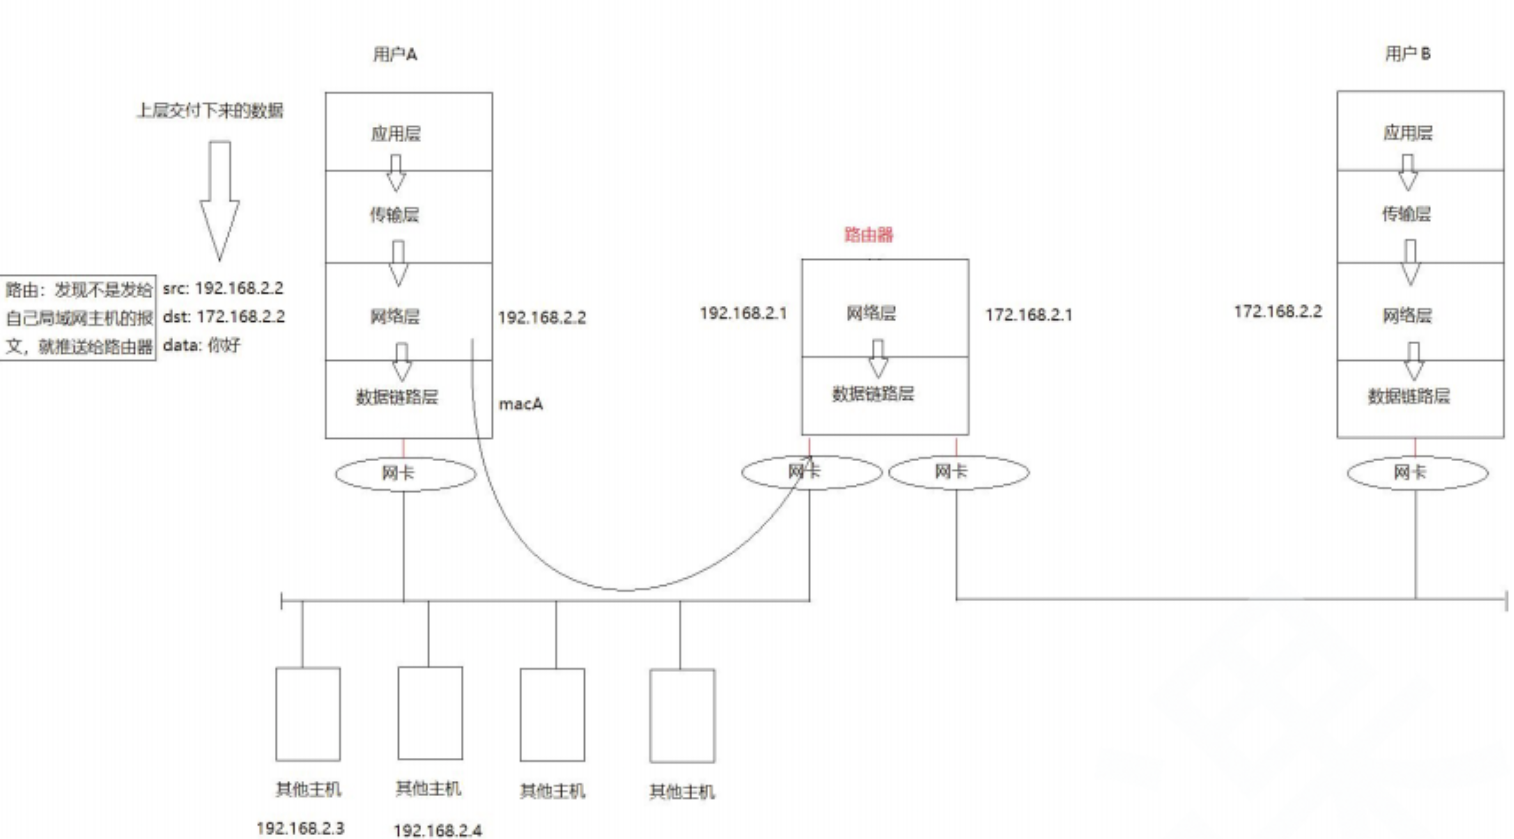 用户A
用户 B
上层交付下来的数据
应用层
传输层
网络层
数据链路层
192.168.2.2
macA
网卡
路由：发现不是发给
自己局域网主机的报
文，就推送给路由器
src: 192.168.2.2
dst: 172.168.2.2
data: 你好
路由器
192.168.2.1
网络层
172.168.2.1
数据链路层
网卡
网卡
应用层
传输层
172.168.2.2
网络层
数据链路层
网卡
其他主机
192.168.2.3
其他主机
192.168.2.4
其他主机
其他主机